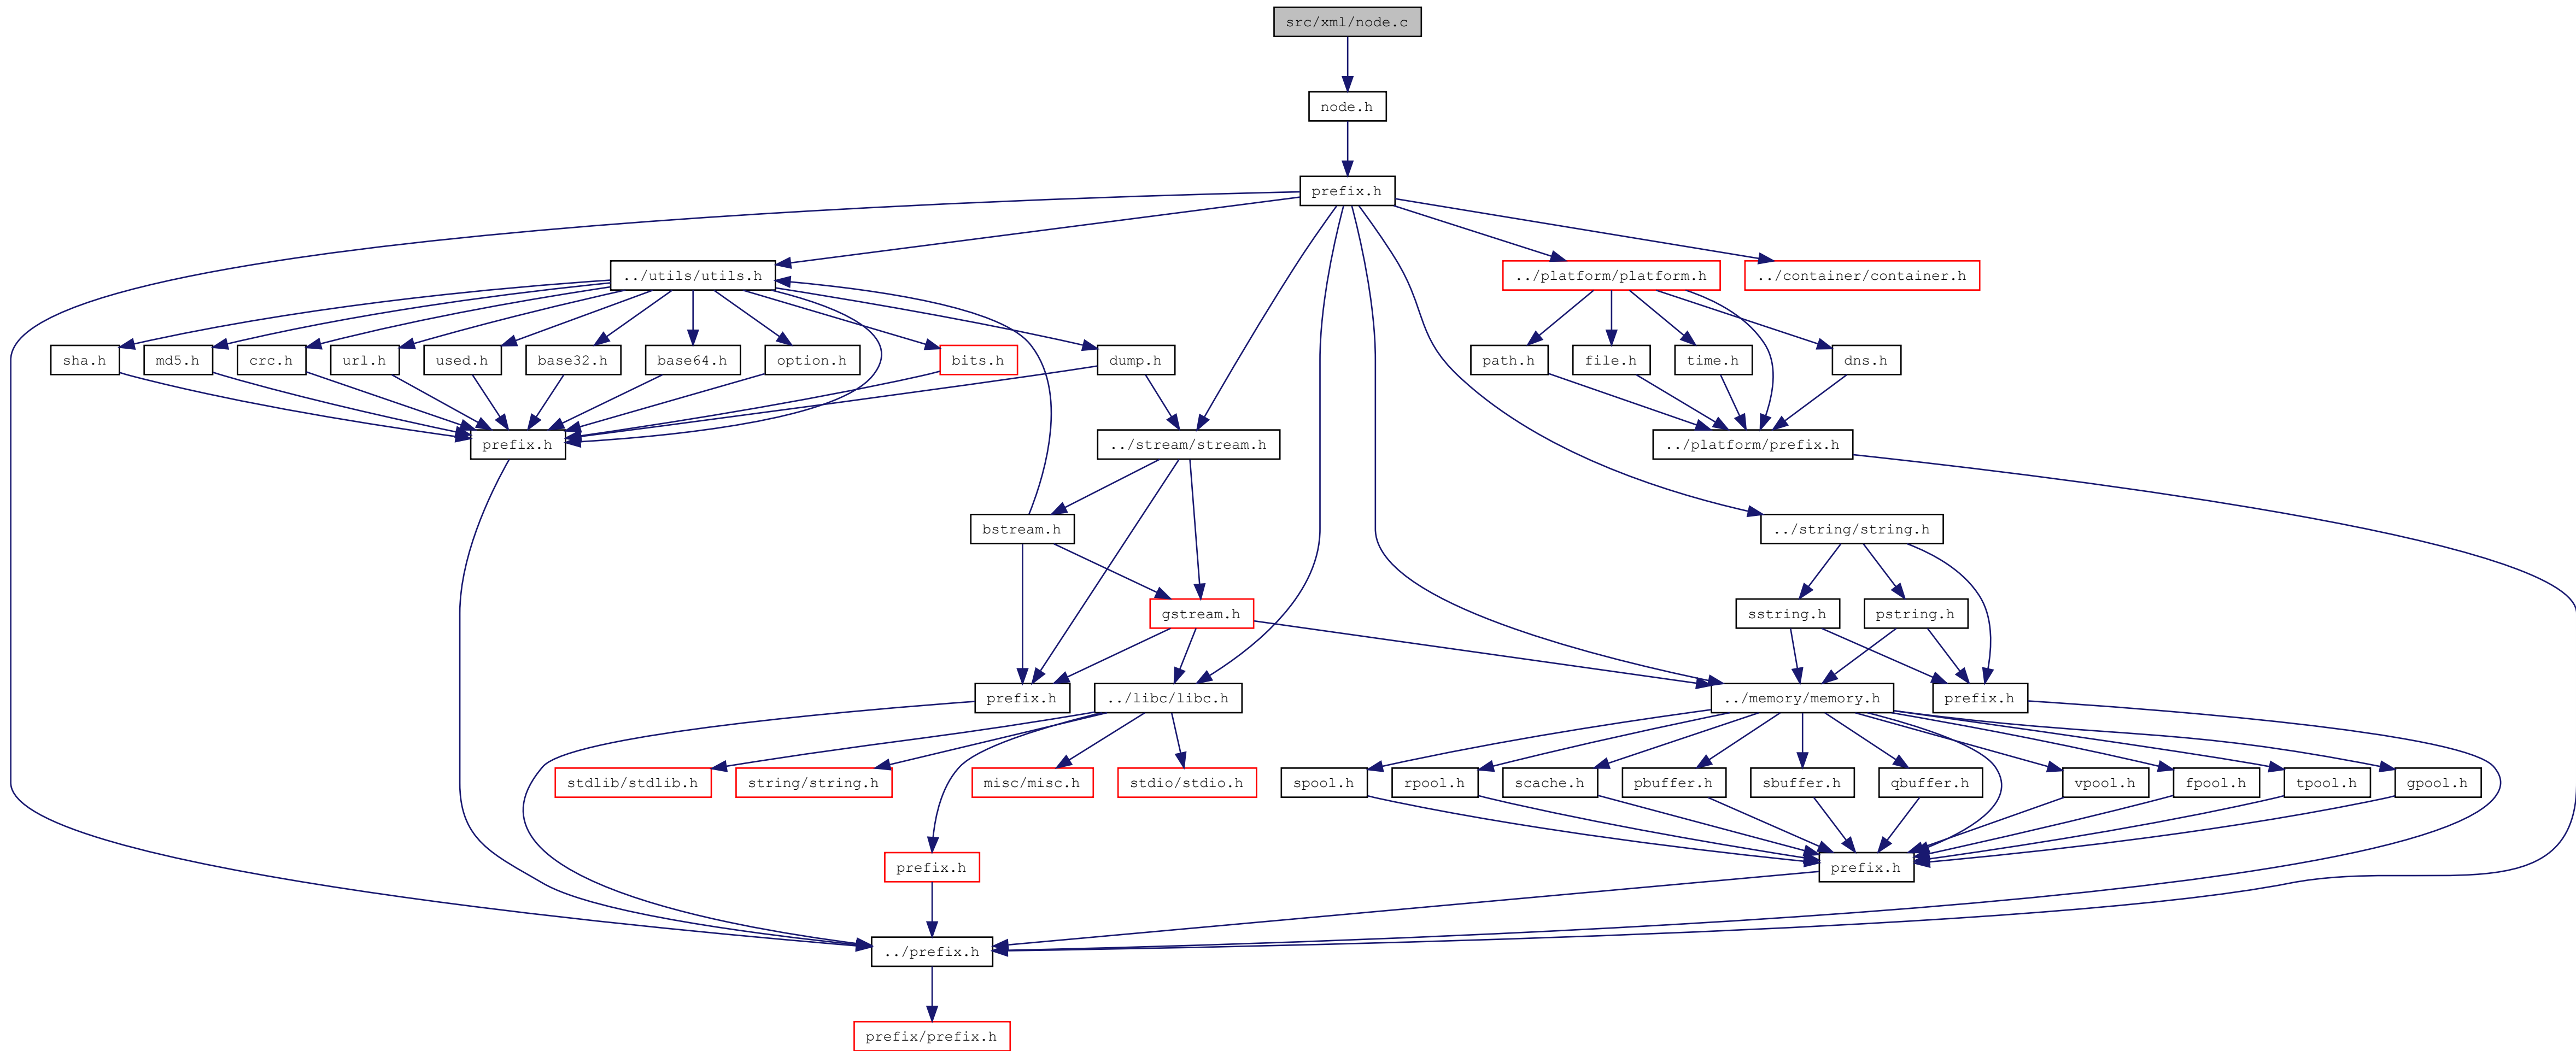 src/xml/node.c
node.h
prefix.h
../utils/utils.h
../platform/platform.h
../container/container.h
sha.h
md5.h
crc.h
url.h
used.h
base32.h
base64.h
option.h
bits.h
dump.h
path.h
file.h
time.h
dns.h
prefix.h
../stream/stream.h
../platform/prefix.h
bstream.h
../string/string.h
gstream.h
sstring.h
pstring.h
prefix.h
../libc/libc.h
../memory/memory.h
prefix.h
stdlib/stdlib.h
string/string.h
misc/misc.h
stdio/stdio.h
spool.h
rpool.h
scache.h
pbuffer.h
sbuffer.h
qbuffer.h
vpool.h
fpool.h
tpool.h
gpool.h
prefix.h
prefix.h
../prefix.h
prefix/prefix.h